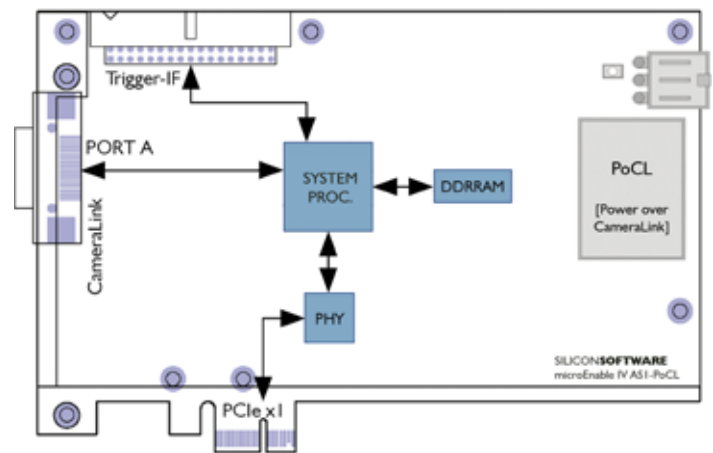 Trigger-IF
PORT A
CameraLink
SYSTEM
PROC.
DDRRAM
PoCL
[Power over
CameraLink]
PHY
SILICONSOFTWARE
microEnable IV AS1-PoCL
PCIe x1